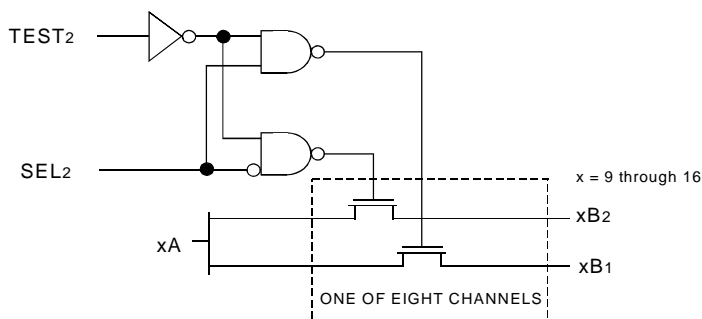 TEST2
SEL2
x = 9 through 16
xB2
xA
xB1
ONE OF EIGHT CHANNELS